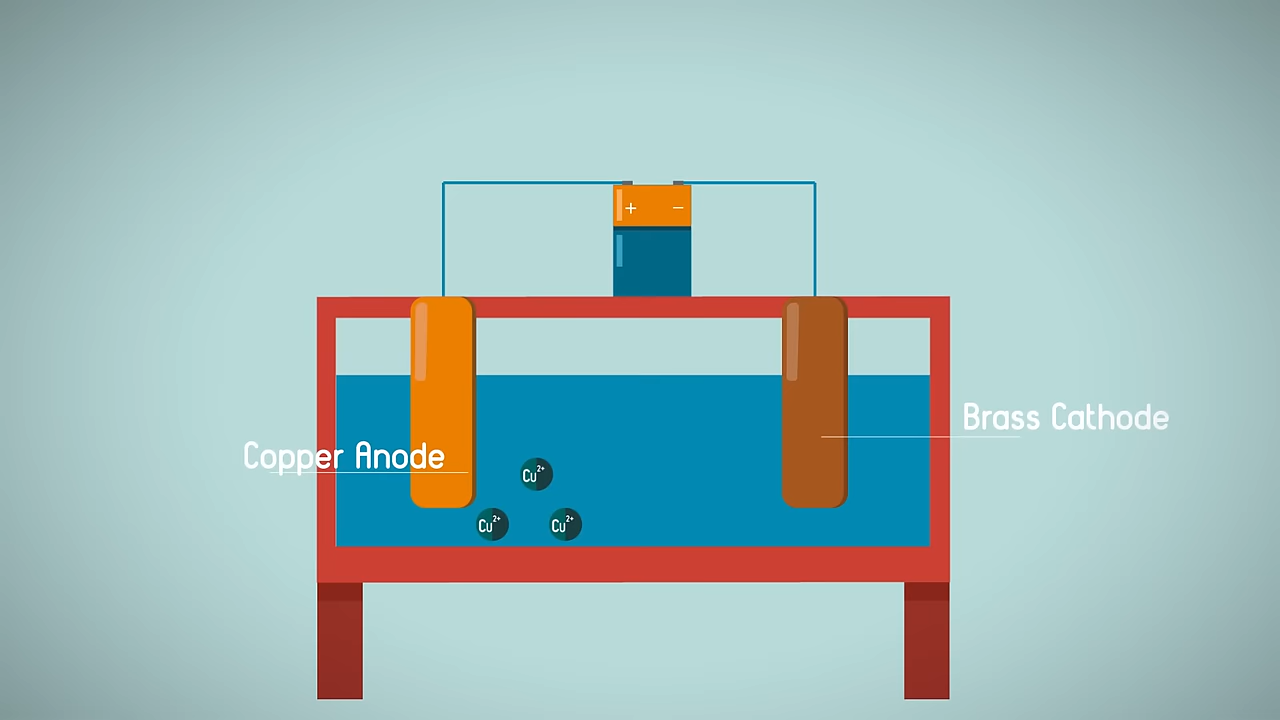 + −
Brass Cathode
Copper Anode
Cu²⁺
Cu²⁺
Cu²⁺